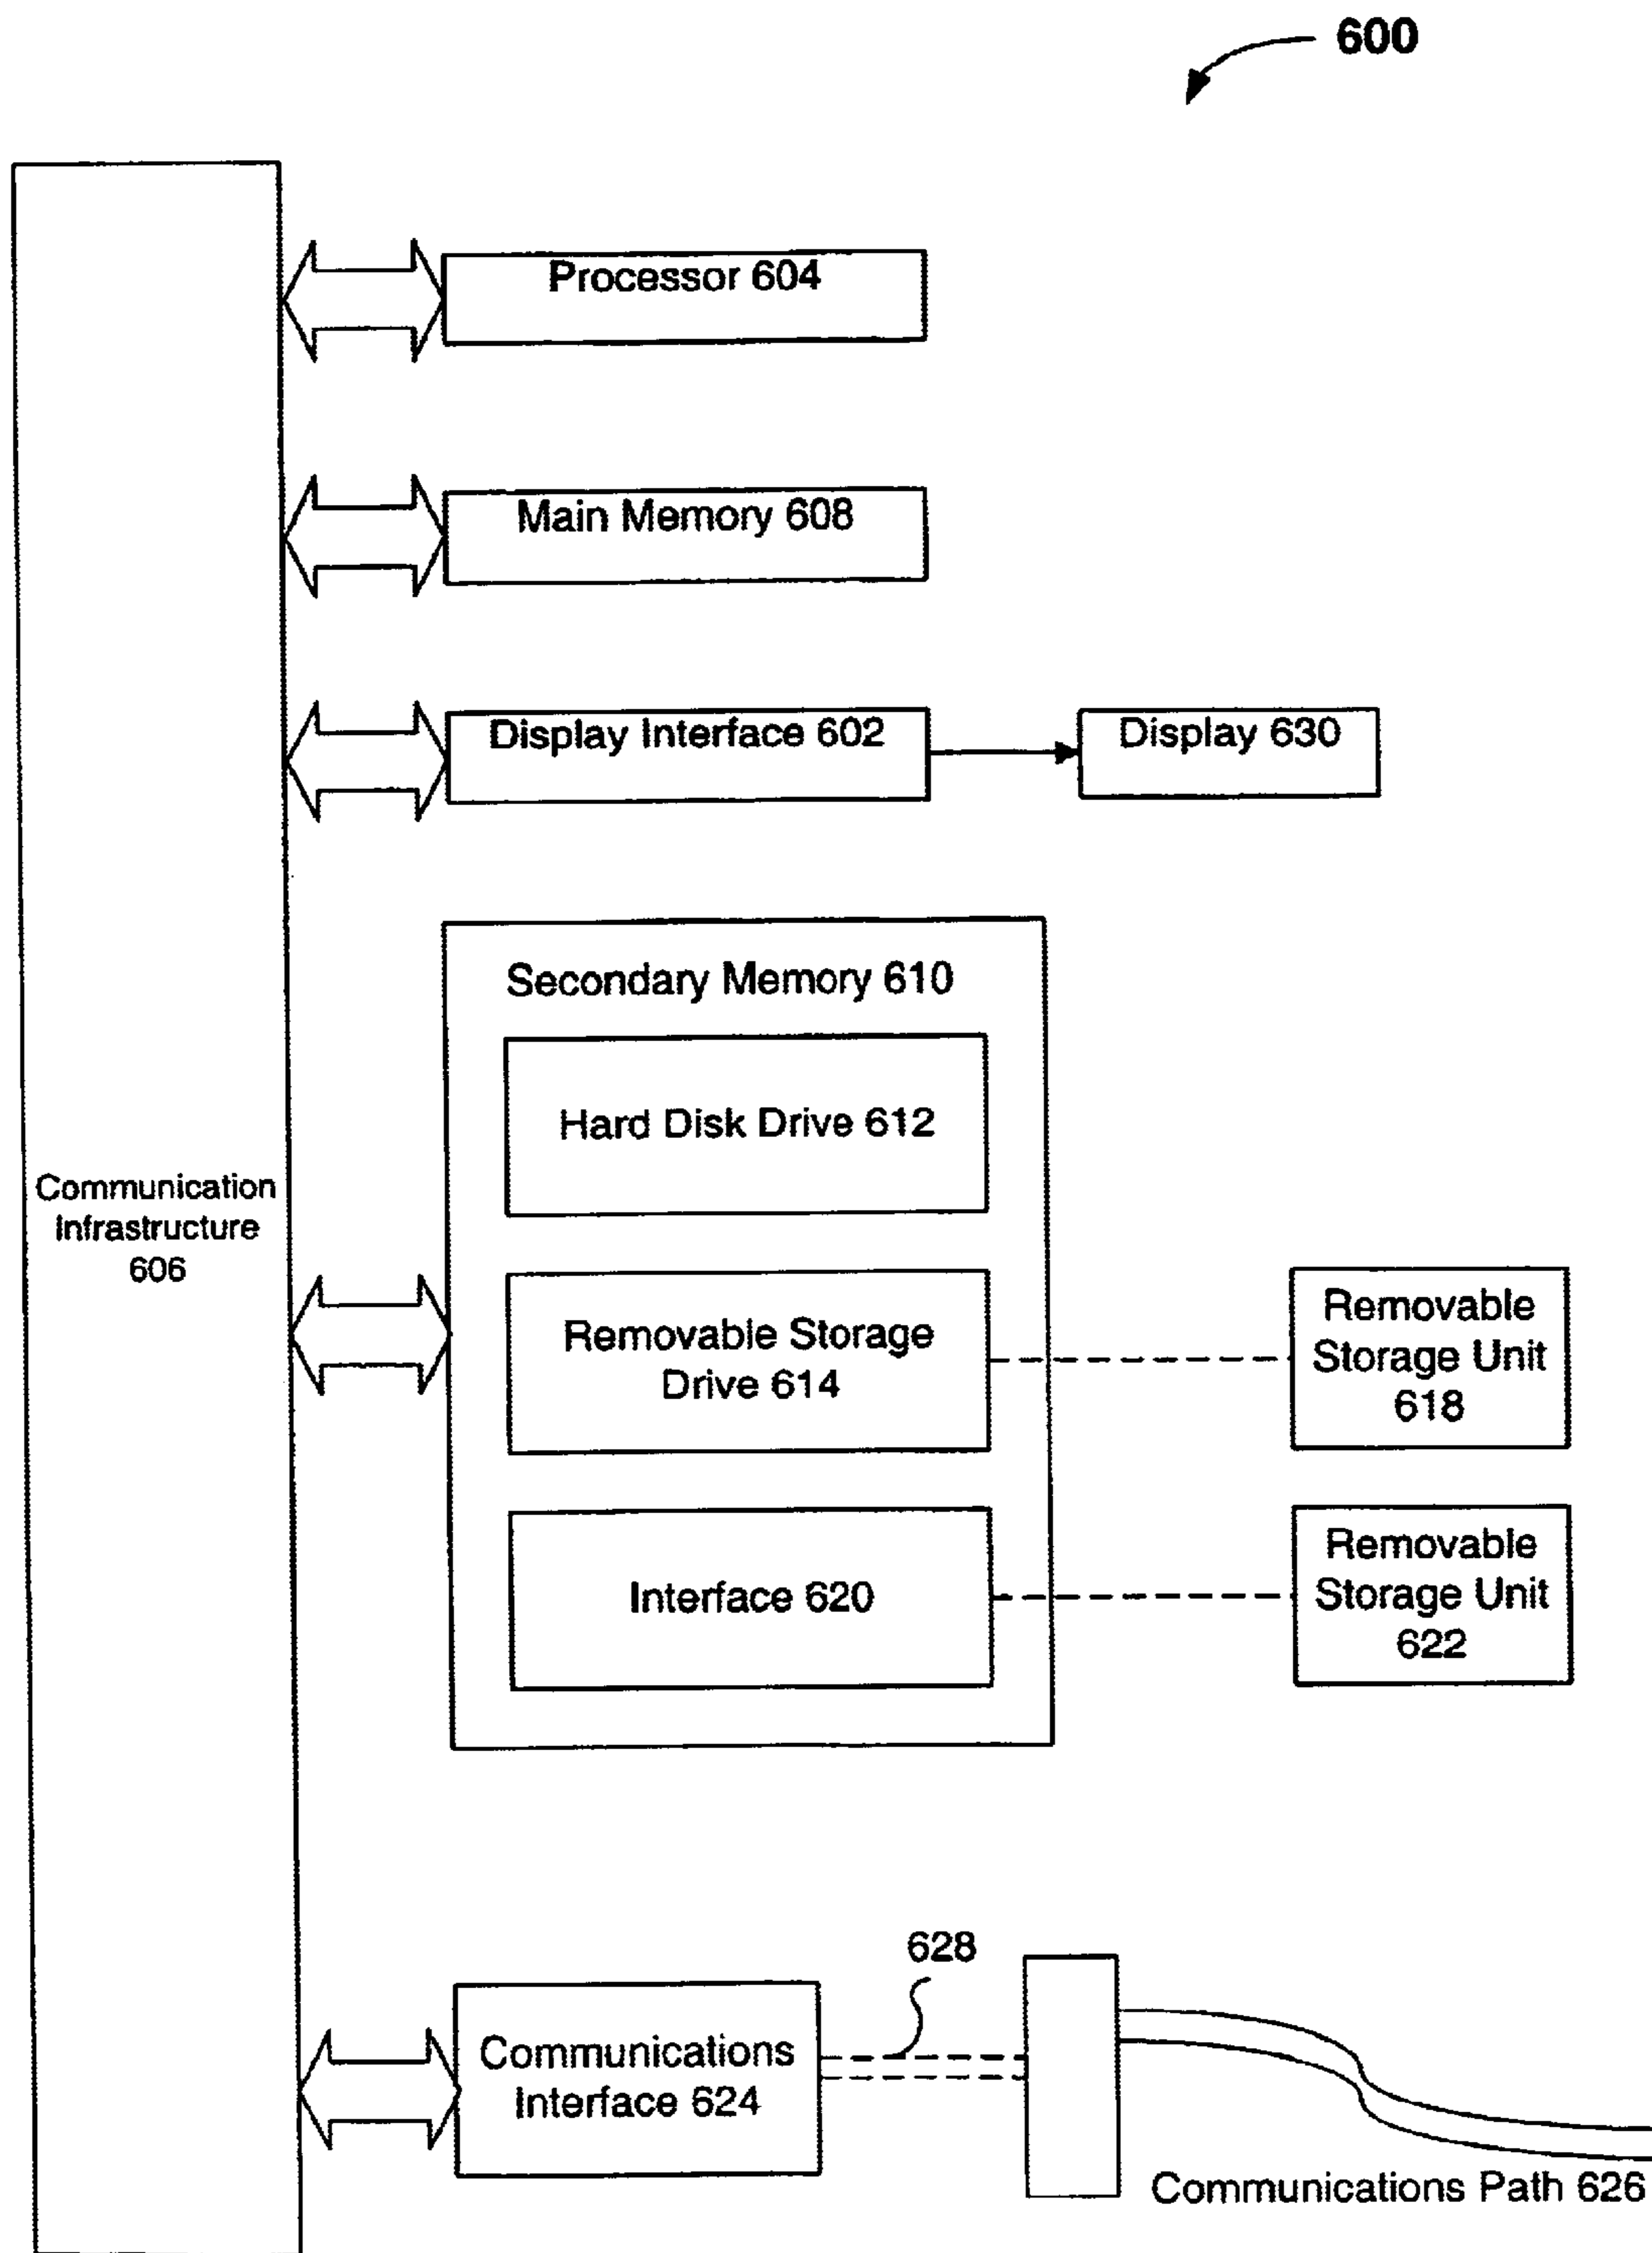 600
Processor 604
Main Memory 608
Display Interface 602
Display 630
Secondary Memory 610
Hard Disk Drive 612
Communication
Infrastructure
606
Removable Storage
Drive 614
Removable
Storage Unit
618
Interface 620
Removable
Storage Unit
622
628
Communications
Interface 624
Communications Path 626